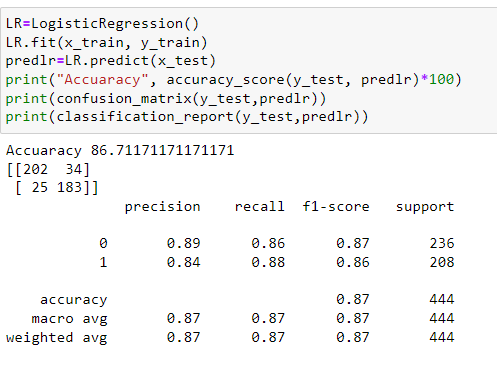 LR=LogisticRegression()
LR.fit(x_train, y_train)
predlr=LR.predict(x_test)
print("Accuaracy", accuracy_score(y_test, predlr)*100)
print(confusion_matrix(y_test,predlr))
print(classification_report(y_test,predlr))
Accuaracy 86.71171171171171
[[202  34]
 [ 25 183]]
              precision    recall  f1-score   support
           0       0.89      0.86      0.87       236
           1       0.84      0.88      0.86       208
    accuracy                           0.87       444
   macro avg       0.87      0.87      0.87       444
weighted avg       0.87      0.87      0.87       444